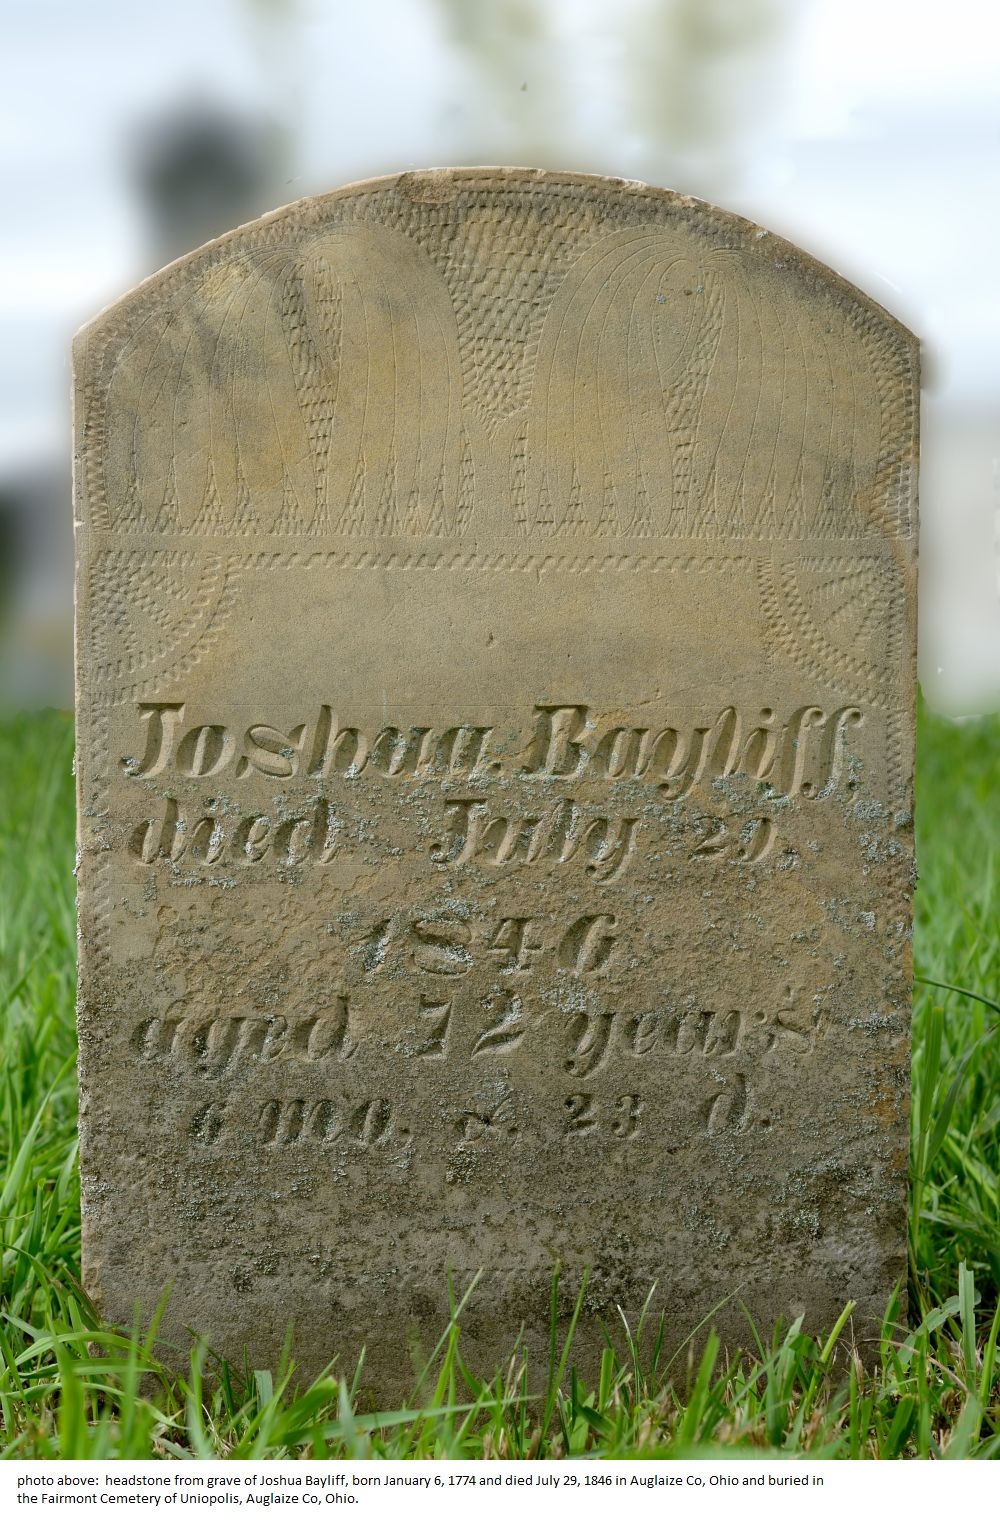 Joshua Bayliff,
died July 29,
1846
aged 72 years
6 mo. & 23 d.
photo above:  headstone from grave of Joshua Bayliff, born January 6, 1774 and died July 29, 1846 in Auglaize Co, Ohio and buried in
the Fairmont Cemetery of Uniopolis, Auglaize Co, Ohio.